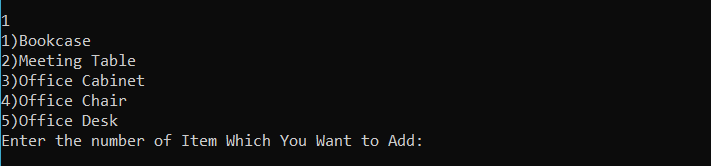 1
1)Bookcase
2)Meeting Table
3)Office Cabinet
4)Office Chair
5)Office Desk
Enter the number of Item Which You Want to Add: